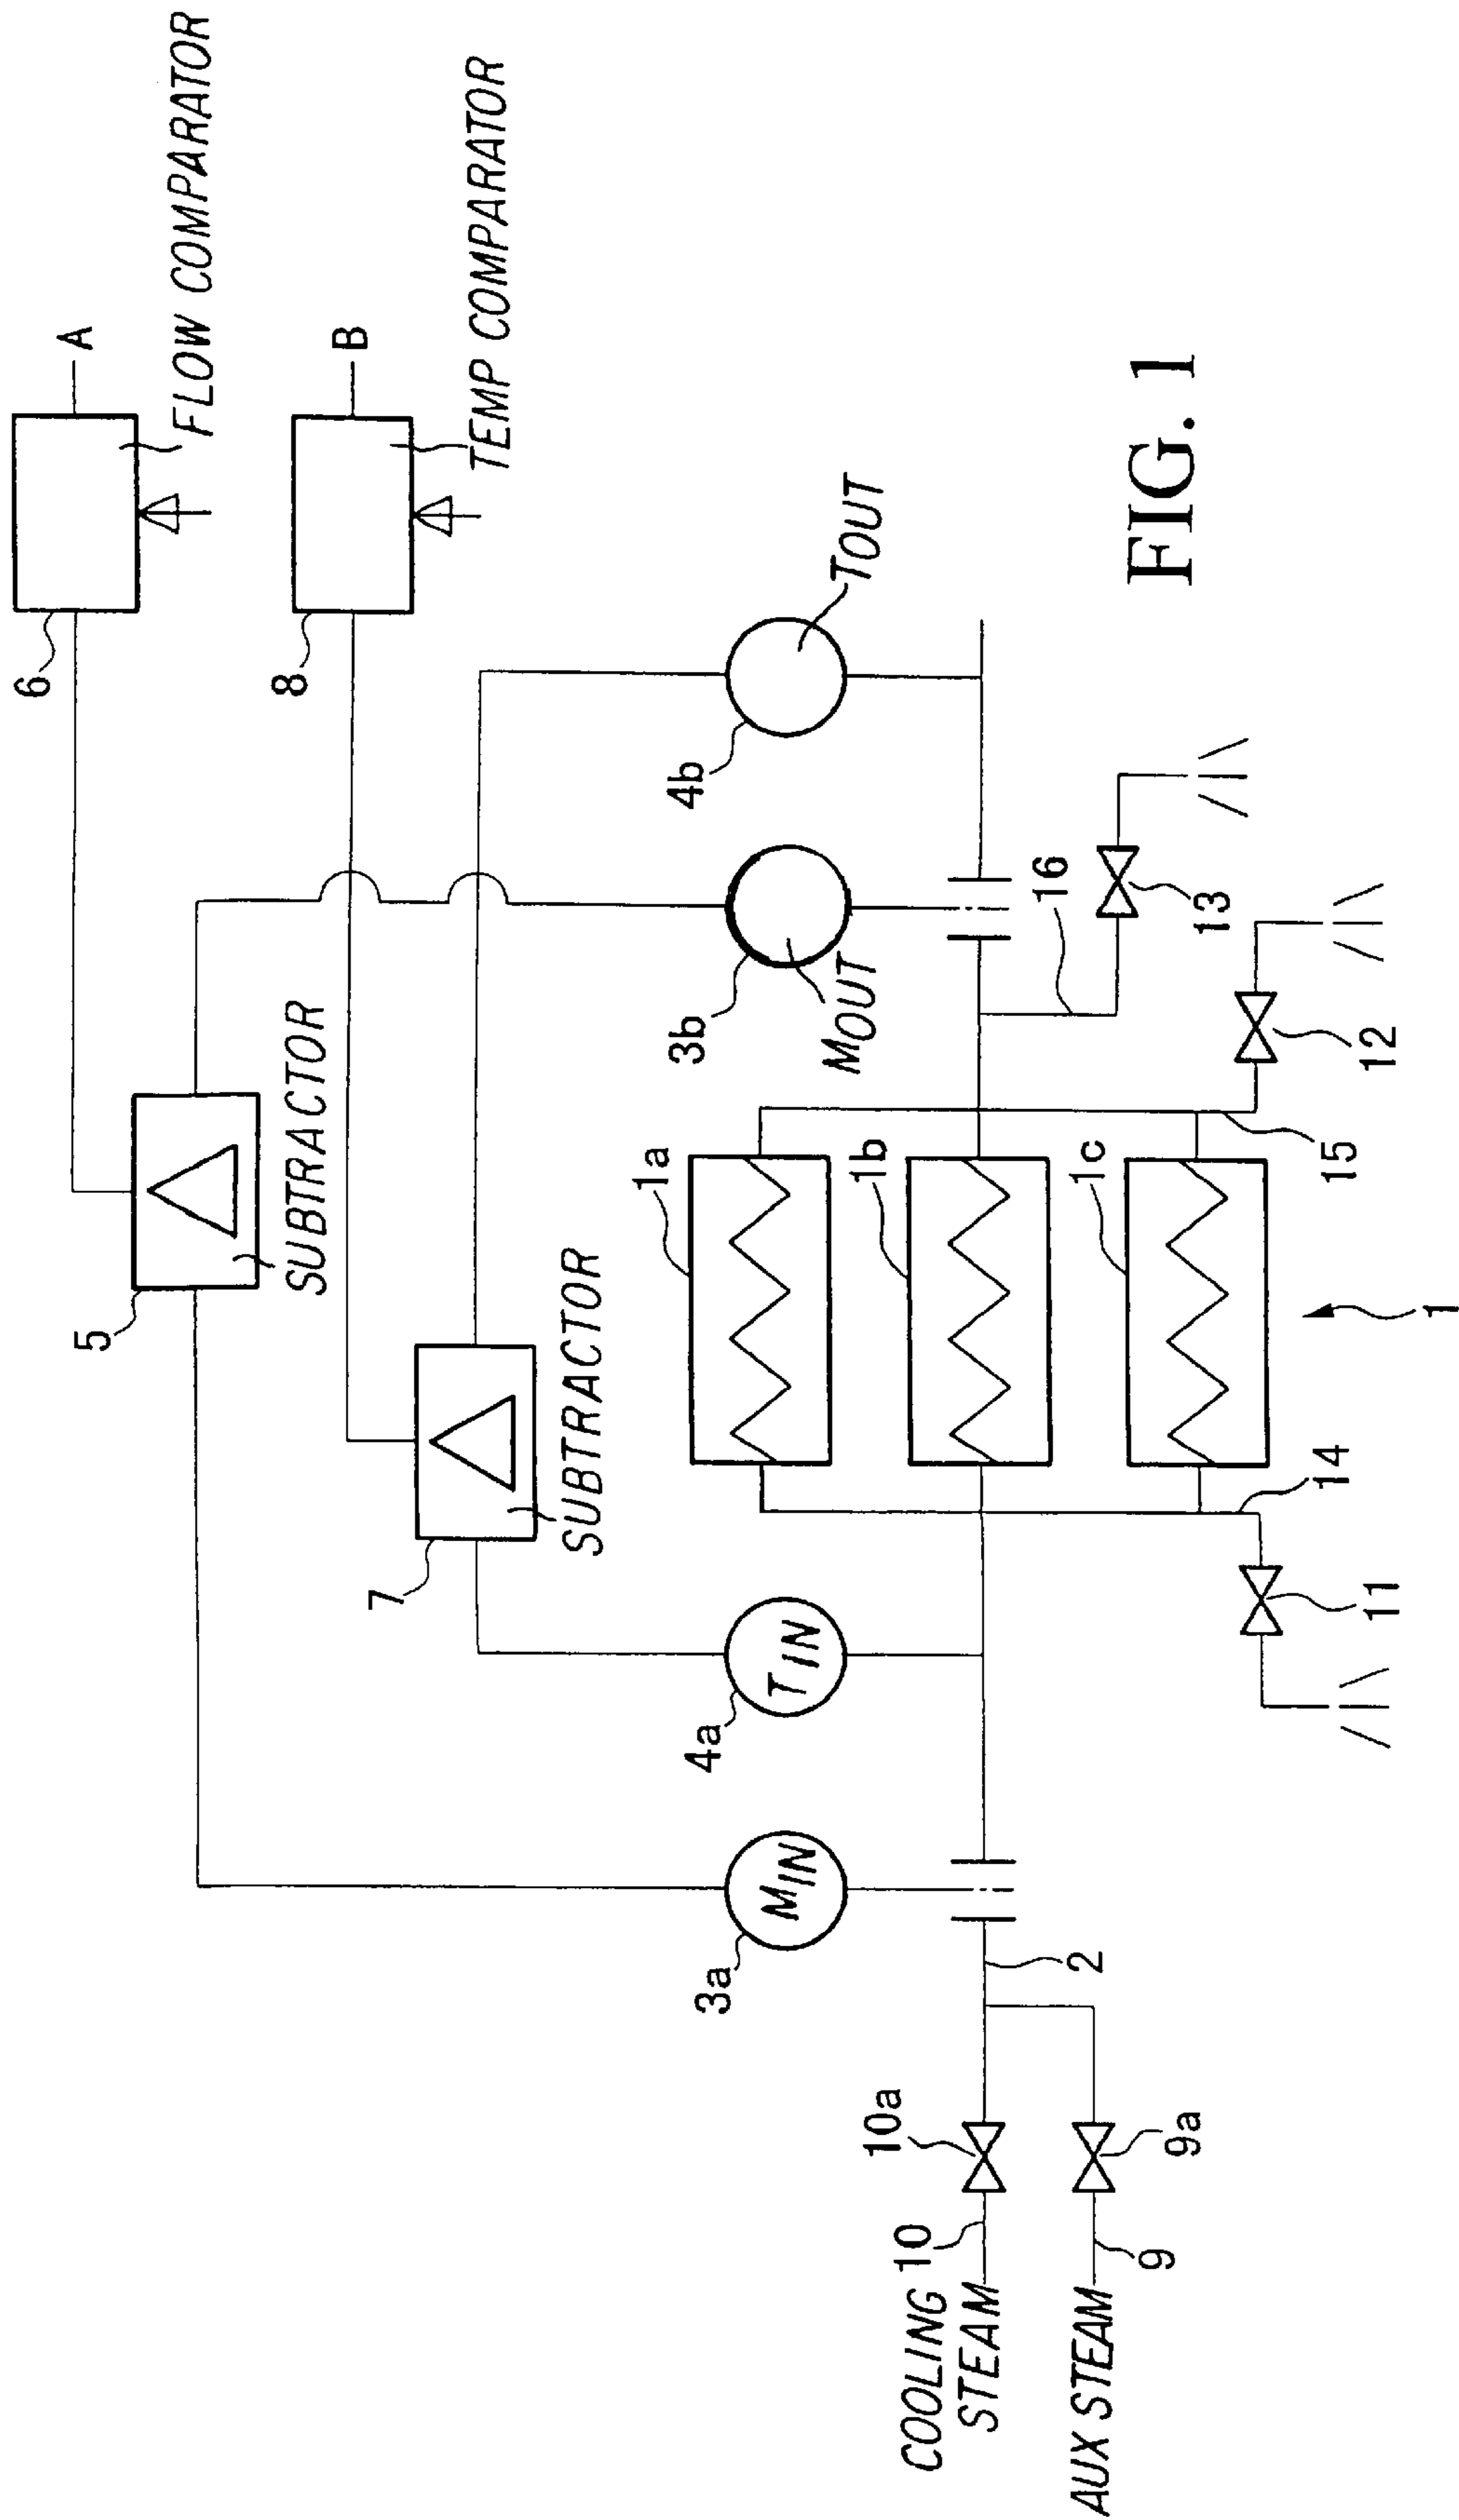 A
FLOW COMPARATOR
6
B
TEMP COMPARATOR
8
5
SUBTRACTOR
7
SUBTRACTOR
3a
MIN
4a
TIN
3b
MOUT
4b
TOUT
1a
1b
1c
1
COOLING
STEAM
10
10a
2
AUX STEAM
9
9a
11
14
15
12
16
13
FIG. 1